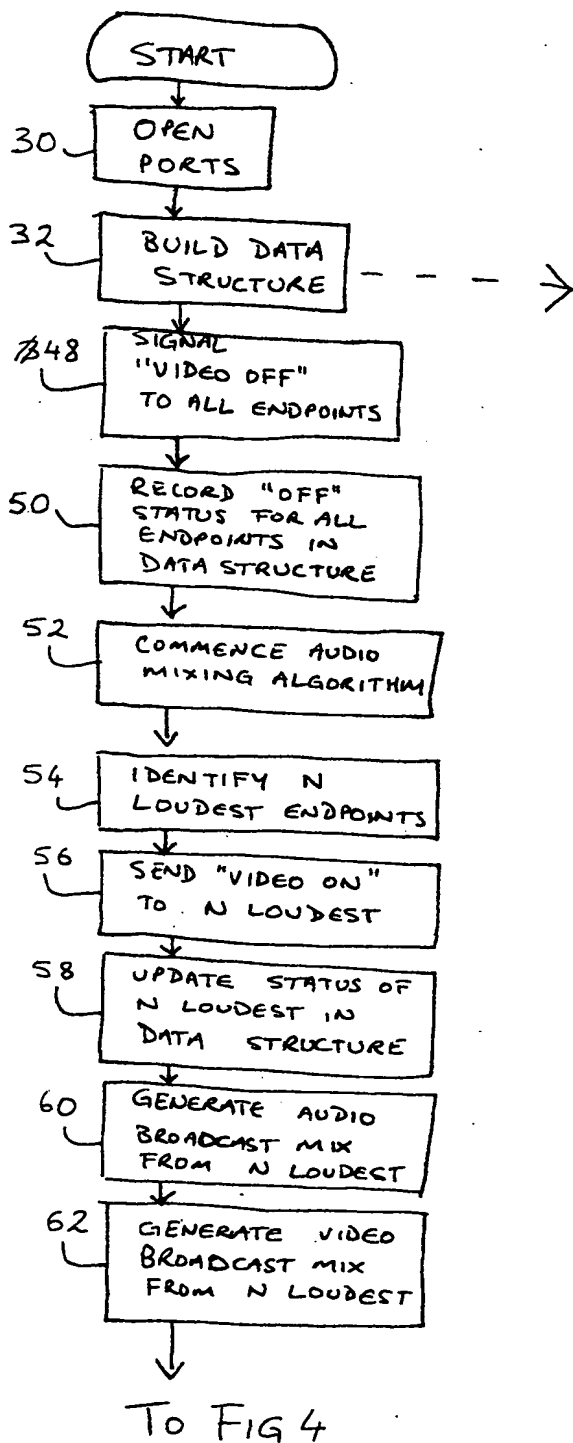 START
30
OPEN
PORTS
32
BUILD DATA
STRUCTURE
48
SIGNAL
"VIDEO OFF"
TO ALL ENDPOINTS
50
RECORD "OFF"
STATUS FOR ALL
ENDPOINTS IN
DATA STRUCTURE
52
COMMENCE AUDIO
MIXING ALGORITHM
54
IDENTIFY N
LOUDEST ENDPOINTS
56
SEND "VIDEO ON"
TO N LOUDEST
58
UPDATE STATUS OF
N LOUDEST IN
DATA STRUCTURE
60
GENERATE AUDIO
BROADCAST MIX
FROM N LOUDEST
62
GENERATE VIDEO
BROADCAST MIX
FROM N LOUDEST
TO FIG 4